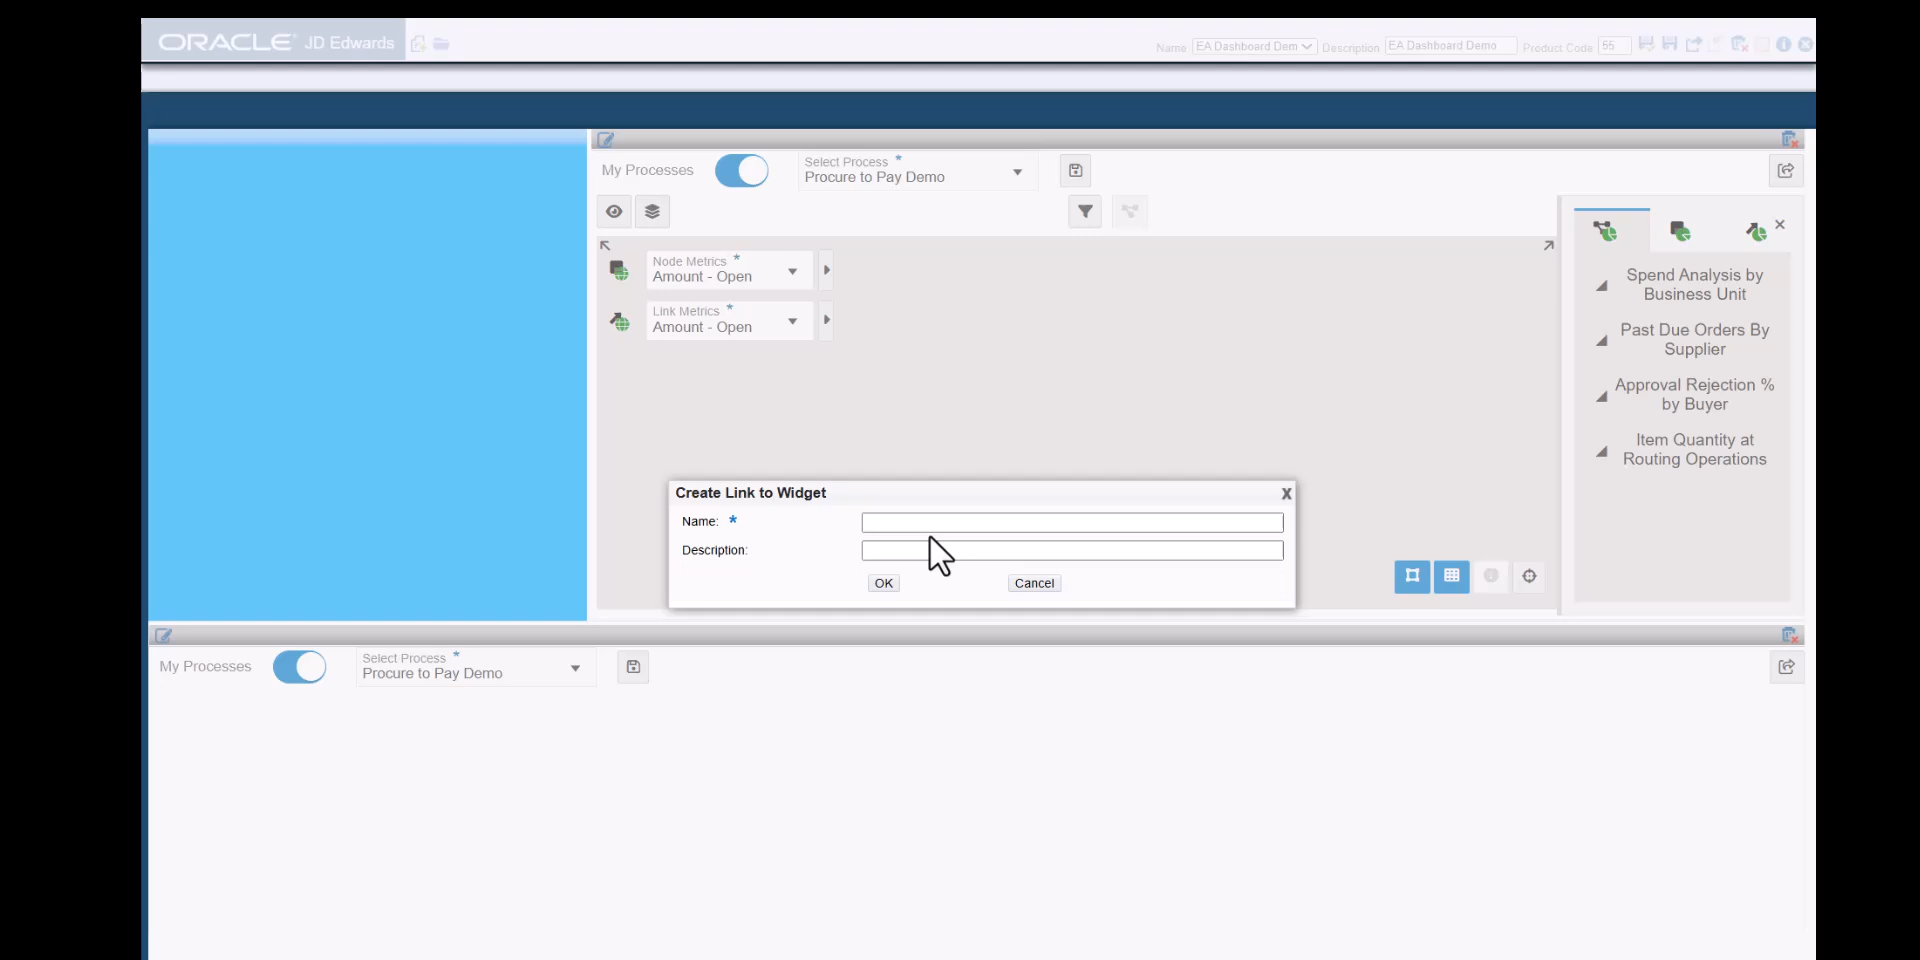 ORACLE JD Edwards
Name EA Dashboard Dem Description EA Dashboard Demo Product Code 55
My Processes
Select Process *
Procure to Pay Demo
Node Metrics *
Amount - Open
Link Metrics *
Amount - Open
Spend Analysis by
Business Unit
Past Due Orders By
Supplier
Approval Rejection %
by Buyer
Item Quantity at
Routing Operations
Create Link to Widget X
Name: *
Description:
OK Cancel
My Processes
Select Process *
Procure to Pay Demo